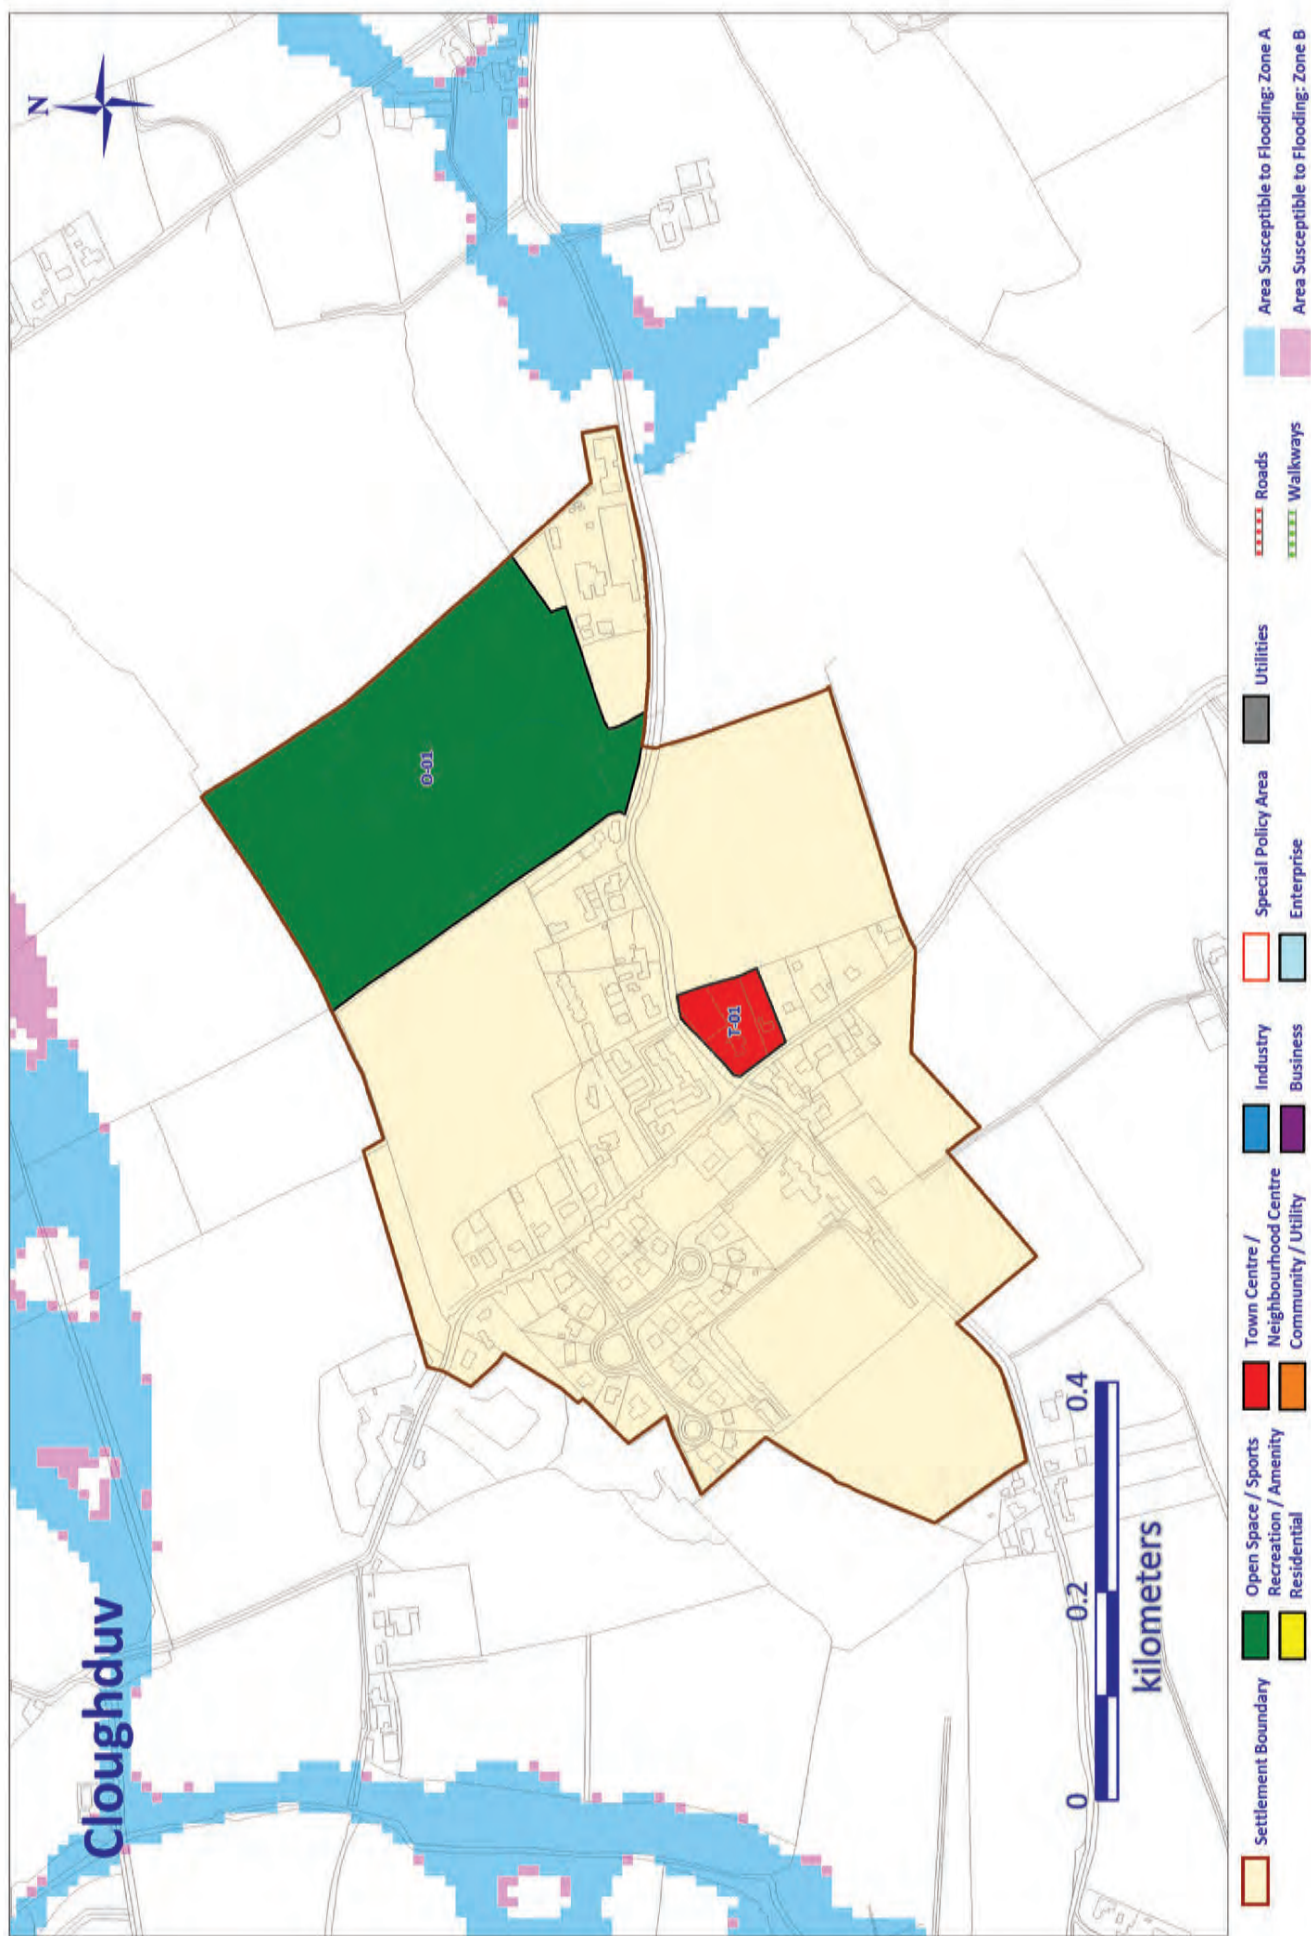 Cloughduv
N
O-01
T-01
0 0.2 0.4
kilometers
Settlement Boundary
Open Space / Sports
Recreation / Amenity
Residential
Town Centre /
Neighbourhood Centre
Community / Utility
Industry
Business
Special Policy Area
Enterprise
Utilities
Roads
Walkways
Area Susceptible to Flooding: Zone A
Area Susceptible to Flooding: Zone B